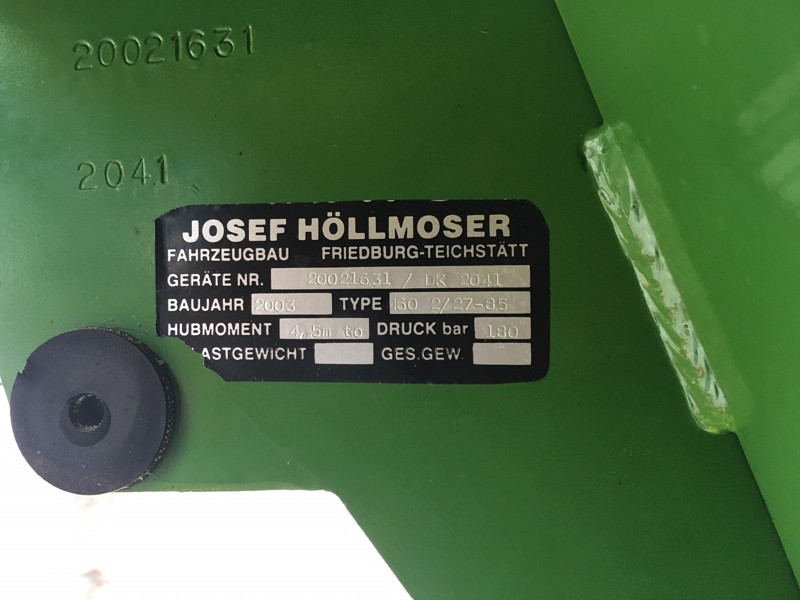 20021631
2041
JOSEF HÖLLMOSER
FAHRZEUGBAU FRIEDBURG-TEICHSTÄTT
GERÄTE NR. 20021631 / DK 2041
BAUJAHR 2003 TYPE 160 2/27-85
HUBMOMENT 4,5m to DRUCK bar 180
LASTGEWICHT GES.GEW.